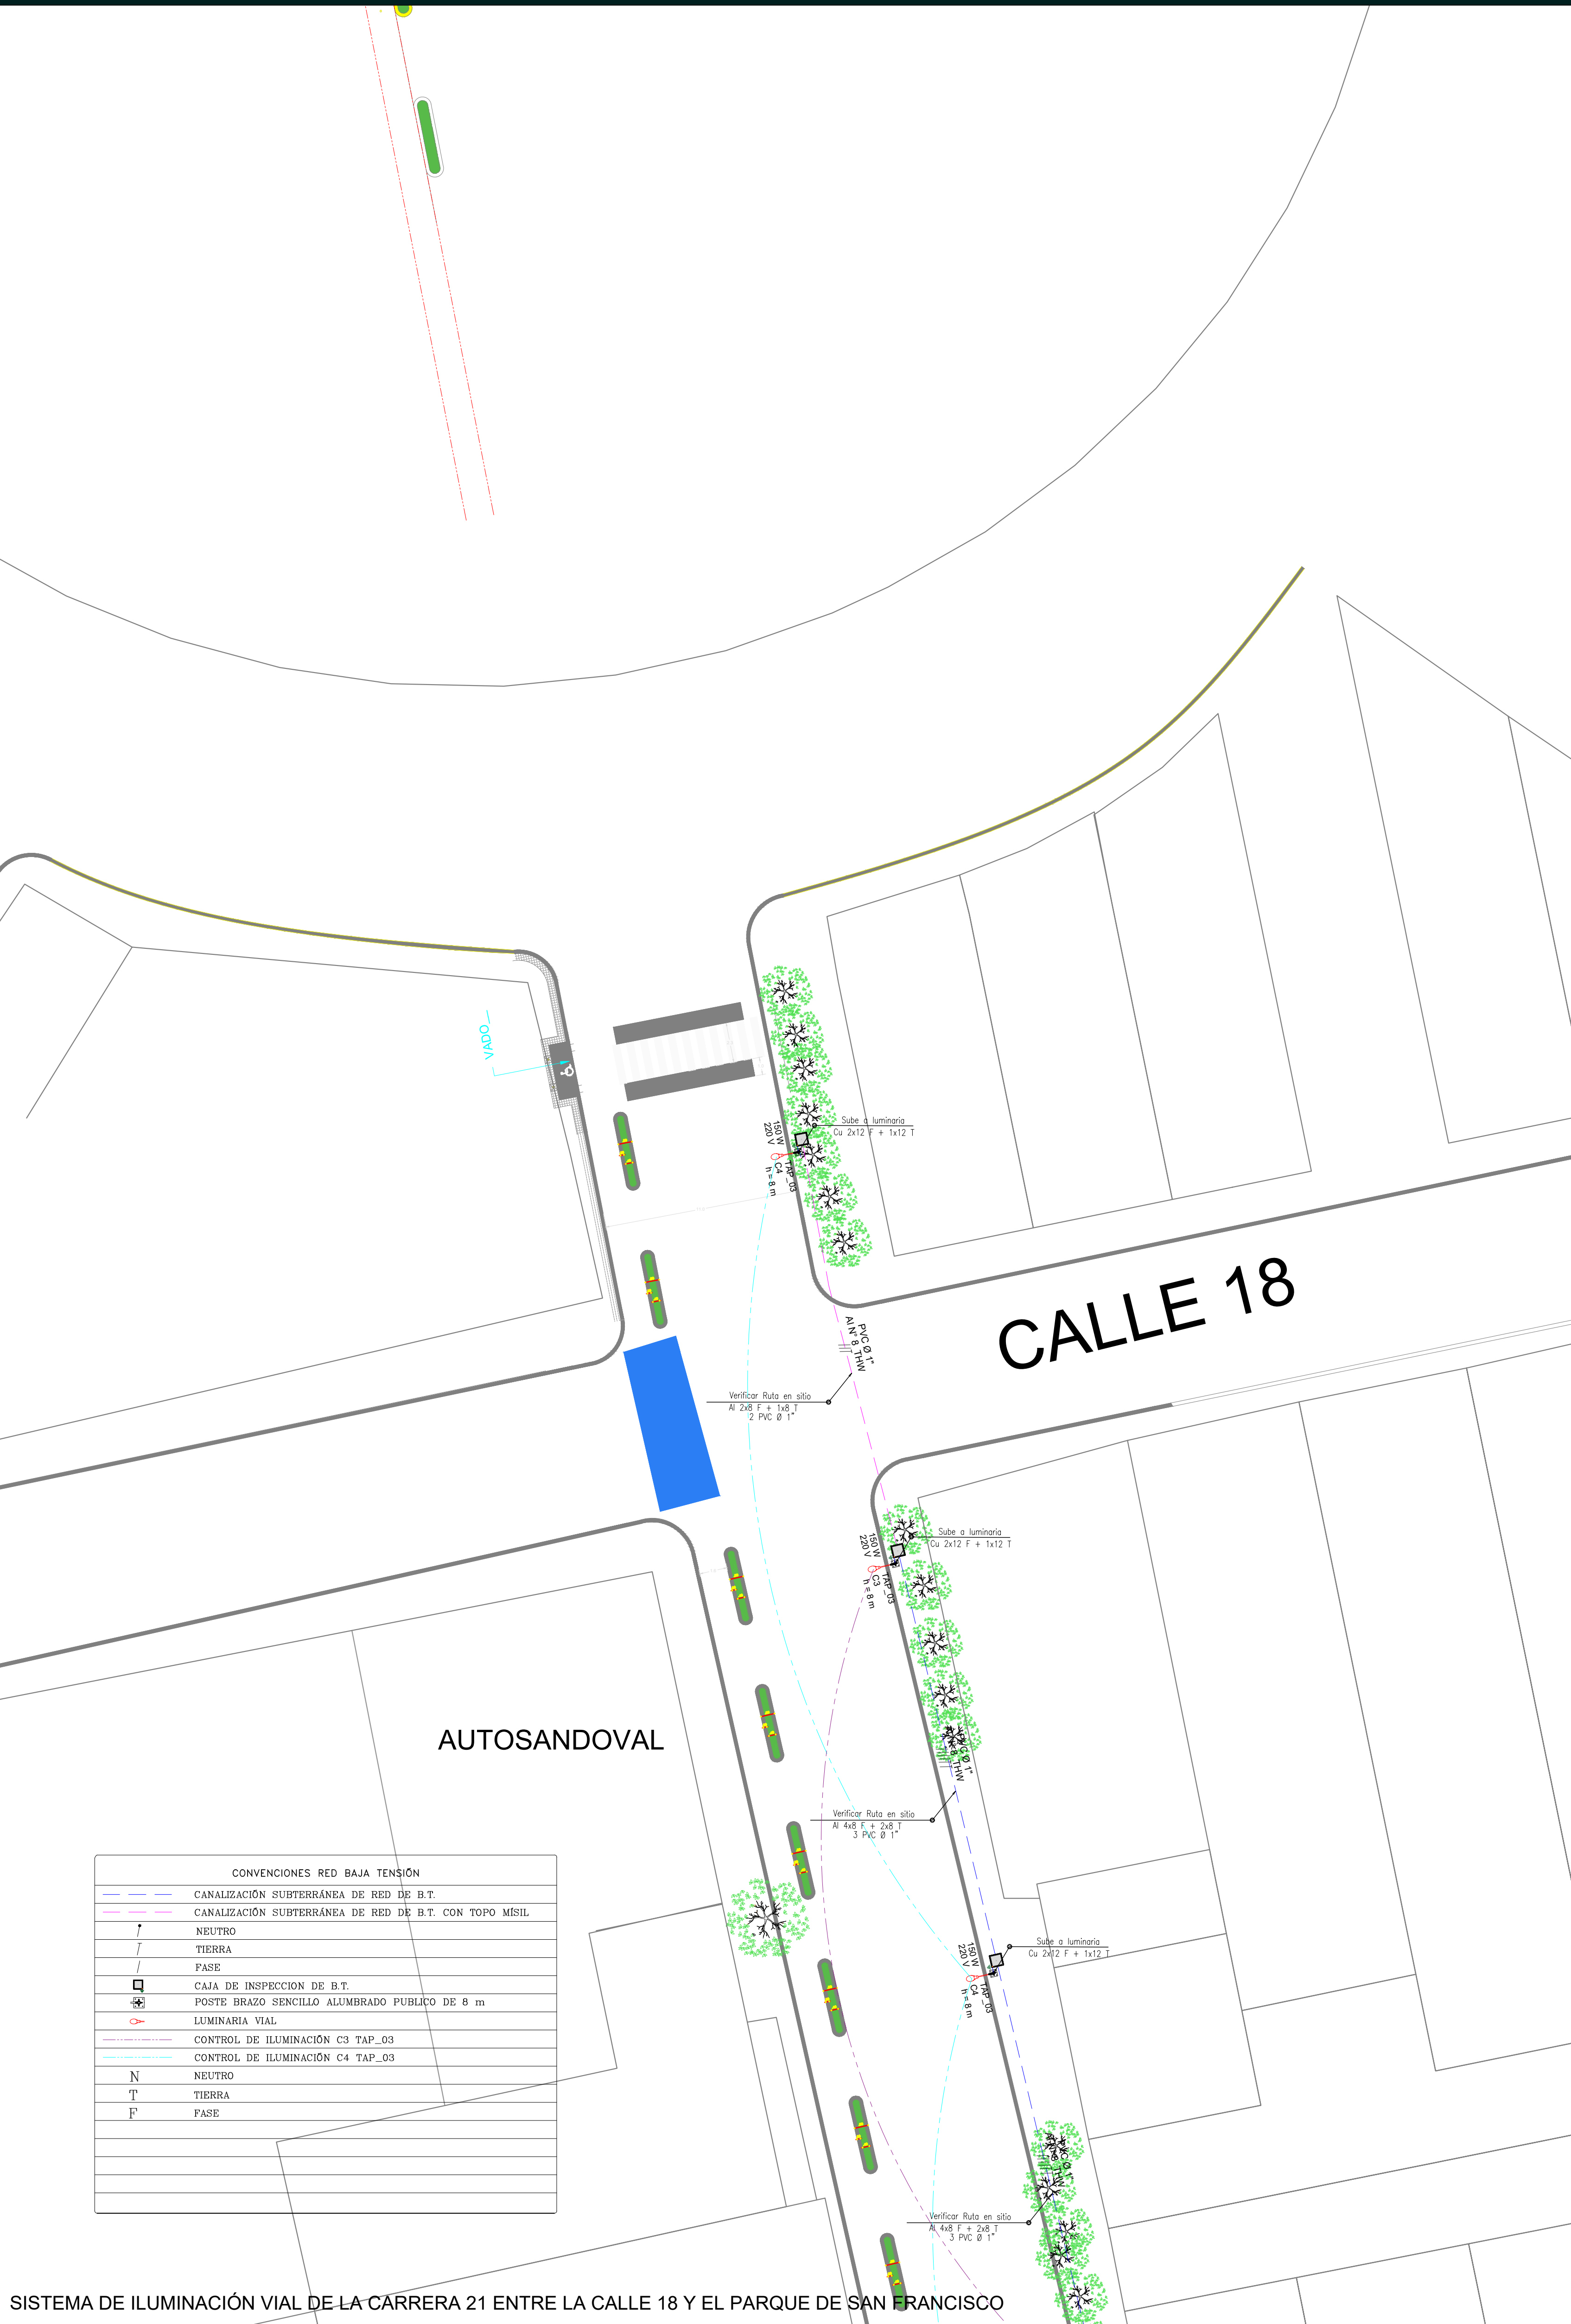 VADO_
Sube a luminaria
Cu 2x12 F + 1x12 T
150 W
220 V
TAP_03
C4
h = 8 m
CALLE 18
PVC Ø 1"
Al N° 8 THW
Verificar Ruta en sitio
Al 2x8 F + 1x8 T
2 PVC Ø 1"
Sube a luminaria
Cu 2x12 F + 1x12 T
150 W
220 V
TAP_03
C3
h = 8 m
AUTOSANDOVAL
PVC Ø 1"
THW
Verificar Ruta en sitio
Al 4x8 F + 2x8 T
3 PVC Ø 1"
Sube a luminaria
Cu 2x12 F + 1x12 T
150 W
220 V
TAP_03
C4
h = 8 m
THW
Verificar Ruta en sitio
Al 4x8 F + 2x8 T
3 PVC Ø 1"
CONVENCIONES RED BAJA TENSIÓN
CANALIZACIÓN SUBTERRÁNEA DE RED DE B.T.
CANALIZACIÓN SUBTERRÁNEA DE RED DE B.T. CON TOPO MÍSIL
NEUTRO
TIERRA
FASE
CAJA DE INSPECCION DE B.T.
POSTE BRAZO SENCILLO ALUMBRADO PUBLICO DE 8 m
LUMINARIA VIAL
CONTROL DE ILUMINACIÓN C3 TAP_03
CONTROL DE ILUMINACIÓN C4 TAP_03
N NEUTRO
T TIERRA
F FASE
SISTEMA DE ILUMINACIÓN VIAL DE LA CARRERA 21 ENTRE LA CALLE 18 Y EL PARQUE DE SAN FRANCISCO